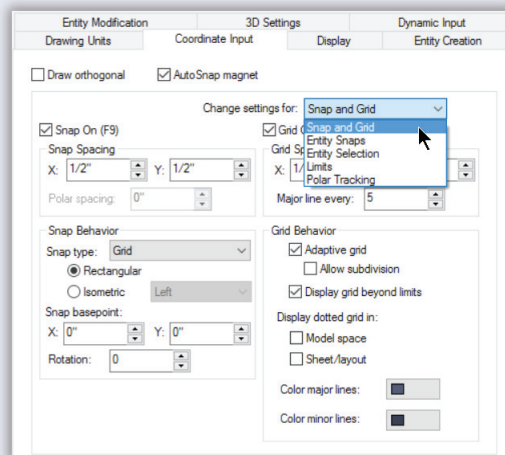 Entity Modification 3D Settings Dynamic Input
Drawing Units Coordinate Input Display Entity Creation
Draw orthogonal AutoSnap magnet
Change settings for: Snap and Grid
Snap On (F9) Grid
Snap and Grid
Entity Snaps
Entity Selection
Limits
Polar Tracking
Snap Spacing Grid
X: 1/2" Y: 1/2" X:
Polar spacing: 0" Major line every: 5
Snap Behavior Grid Behavior
Snap type: Grid Adaptive grid
Rectangular Allow subdivision
Isometric Left Display grid beyond limits
Snap basepoint: Display dotted grid in:
X: 0" Y: 0" Model space
Rotation: 0 Sheet/layout
Color major lines:
Color minor lines: